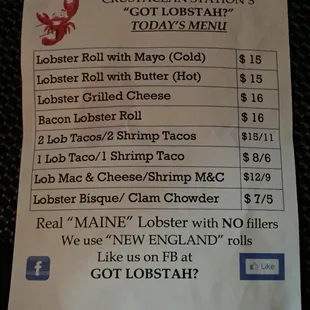 CRUSTACEAN STATION'S
"GOT LOBSTAH?"
TODAY'S MENU
Lobster Roll with Mayo (Cold) $ 15
Lobster Roll with Butter (Hot) $ 15
Lobster Grilled Cheese $ 16
Bacon Lobster Roll $ 16
2 Lob Tacos/2 Shrimp Tacos $15/11
1 Lob Taco/1 Shrimp Taco $ 8/6
Lob Mac & Cheese/Shrimp M&C $12/9
Lobster Bisque/ Clam Chowder $ 7/5
Real "MAINE" Lobster with NO fillers
We use "NEW ENGLAND" rolls
Like us on FB at
f GOT LOBSTAH? Like